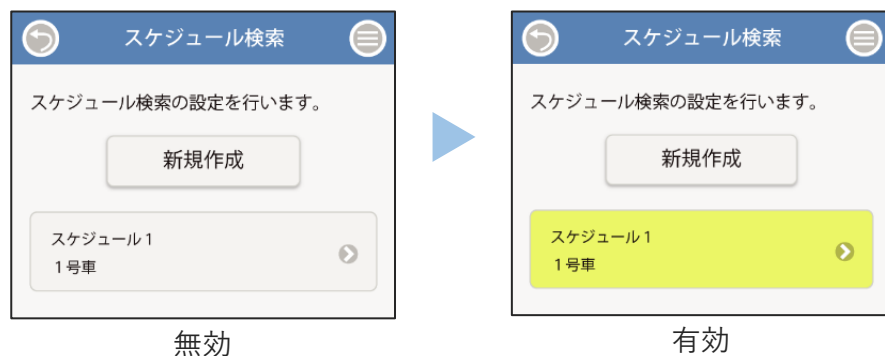 スケジュール検索
スケジュール検索の設定を行います。
新規作成
スケジュール1
1号車
無効
スケジュール検索
スケジュール検索の設定を行います。
新規作成
スケジュール1
1号車
有効